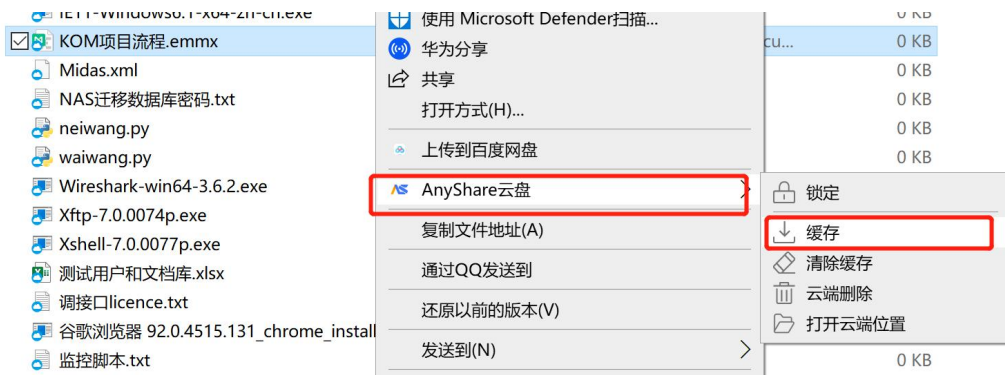 IE11-Windows6.1-x64-zh-cn.exe
KOM项目流程.emmx
Midas.xml
NAS迁移数据库密码.txt
neiwang.py
waiwang.py
Wireshark-win64-3.6.2.exe
Xftp-7.0.0074p.exe
Xshell-7.0.0077p.exe
测试用户和文档库.xlsx
调接口licence.txt
谷歌浏览器 92.0.4515.131_chrome_install
监控脚本.txt
使用 Microsoft Defender扫描...
华为分享
共享
打开方式(H)...
上传到百度网盘
AnyShare云盘
复制文件地址(A)
通过QQ发送到
还原以前的版本(V)
发送到(N)
锁定
缓存
清除缓存
云端删除
打开云端位置
cu...
0 KB
0 KB
0 KB
0 KB
0 KB
0 KB
0 KB